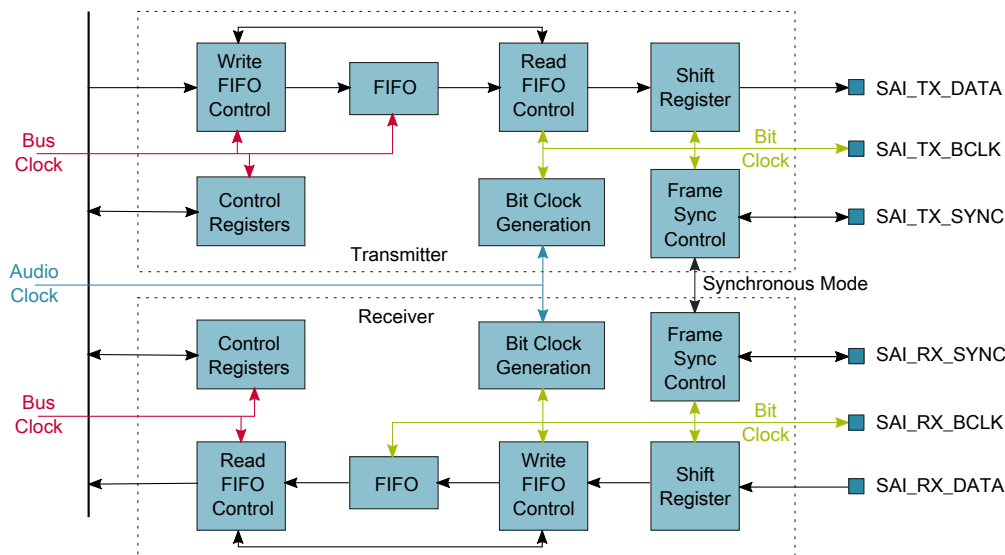 Write
FIFO
Control
FIFO
Read
FIFO
Control
Shift
Register
SAI_TX_DATA
Bus
Clock
Bit
Clock
SAI_TX_BCLK
Control
Registers
Bit Clock
Generation
Frame
Sync
Control
SAI_TX_SYNC
Transmitter
Audio
Clock
Synchronous Mode
Receiver
Control
Registers
Bit Clock
Generation
Frame
Sync
Control
SAI_RX_SYNC
Bus
Clock
Bit
Clock
SAI_RX_BCLK
Read
FIFO
Control
FIFO
Write
FIFO
Control
Shift
Register
SAI_RX_DATA